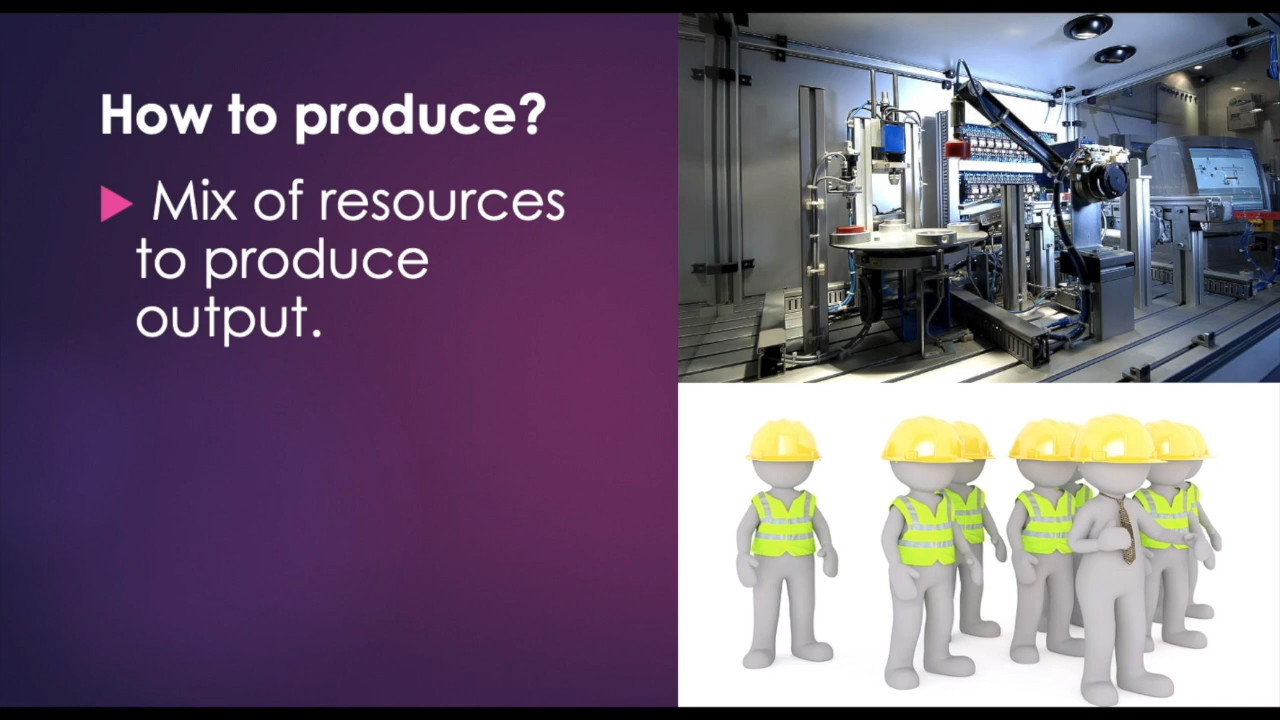 How to produce?
Mix of resources
to produce
output.